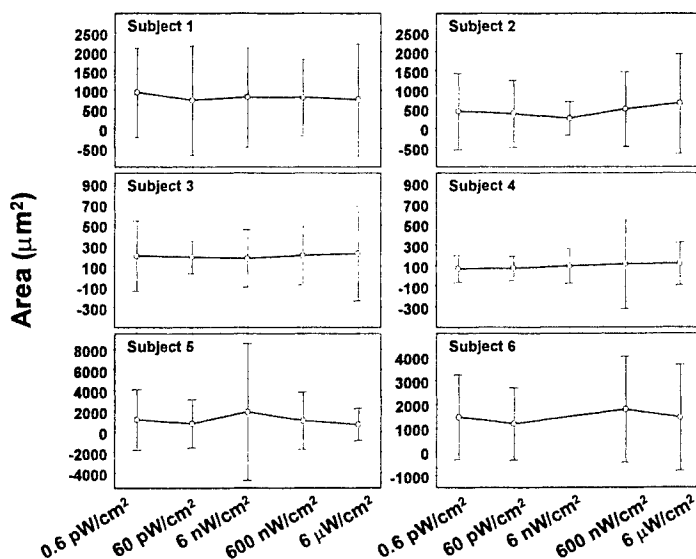 Subject 1
2500
2000
1500
1000
500
0
-500
Subject 2
2500
2000
1500
1000
500
0
-500
Subject 3
900
700
500
300
100
-100
-300
Subject 4
900
700
500
300
100
-100
-300
Subject 5
8000
6000
4000
2000
0
-2000
-4000
Subject 6
4000
3000
2000
1000
0
-1000
Area (μm²)
0.6 pW/cm²
60 pW/cm²
6 nW/cm²
600 nW/cm²
6 μW/cm²
0.6 pW/cm²
60 pW/cm²
6 nW/cm²
600 nW/cm²
6 μW/cm²